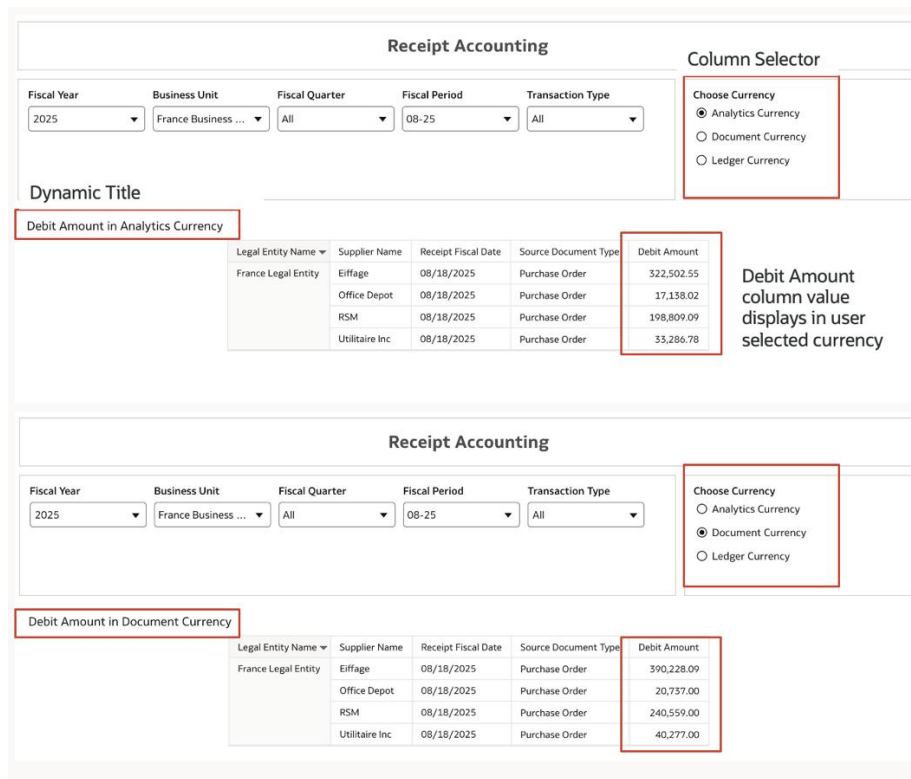 Receipt Accounting
Column Selector
Fiscal Year Business Unit Fiscal Quarter Fiscal Period Transaction Type Choose Currency
2025 France Business ... All 08-25 All Analytics Currency
Document Currency
Ledger Currency
Dynamic Title
Debit Amount in Analytics Currency
Legal Entity Name Supplier Name Receipt Fiscal Date Source Document Type Debit Amount
France Legal Entity Eiffage 08/18/2025 Purchase Order 322,502.55
Office Depot 08/18/2025 Purchase Order 17,138.02
RSM 08/18/2025 Purchase Order 198,809.09
Utilitaire Inc 08/18/2025 Purchase Order 33,286.78
Debit Amount
column value
displays in user
selected currency
Receipt Accounting
Fiscal Year Business Unit Fiscal Quarter Fiscal Period Transaction Type Choose Currency
2025 France Business ... All 08-25 All Analytics Currency
Document Currency
Ledger Currency
Debit Amount in Document Currency
Legal Entity Name Supplier Name Receipt Fiscal Date Source Document Type Debit Amount
France Legal Entity Eiffage 08/18/2025 Purchase Order 390,228.09
Office Depot 08/18/2025 Purchase Order 20,737.00
RSM 08/18/2025 Purchase Order 240,559.00
Utilitaire Inc 08/18/2025 Purchase Order 40,277.00